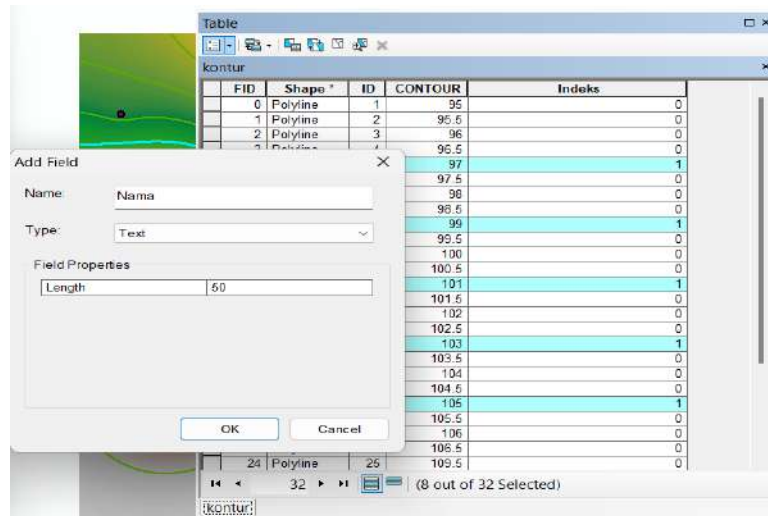 Table
kontur
FID Shape * ID CONTOUR Indeks
0 Polyline 1 95 0
1 Polyline 2 95.5 0
2 Polyline 3 96 0
96.5 0
97 1
97.5 0
98 0
98.5 0
99 1
99.5 0
100 0
100.5 0
101 1
101.5 0
102 0
102.5 0
103 1
103.5 0
104 0
104.5 0
105 1
105.5 0
106 0
106.5 0
24 Polyline 25 109.5 0
32 (8 out of 32 Selected)
kontur
Add Field
Name: Nama
Type: Text
Field Properties
Length 50
OK Cancel